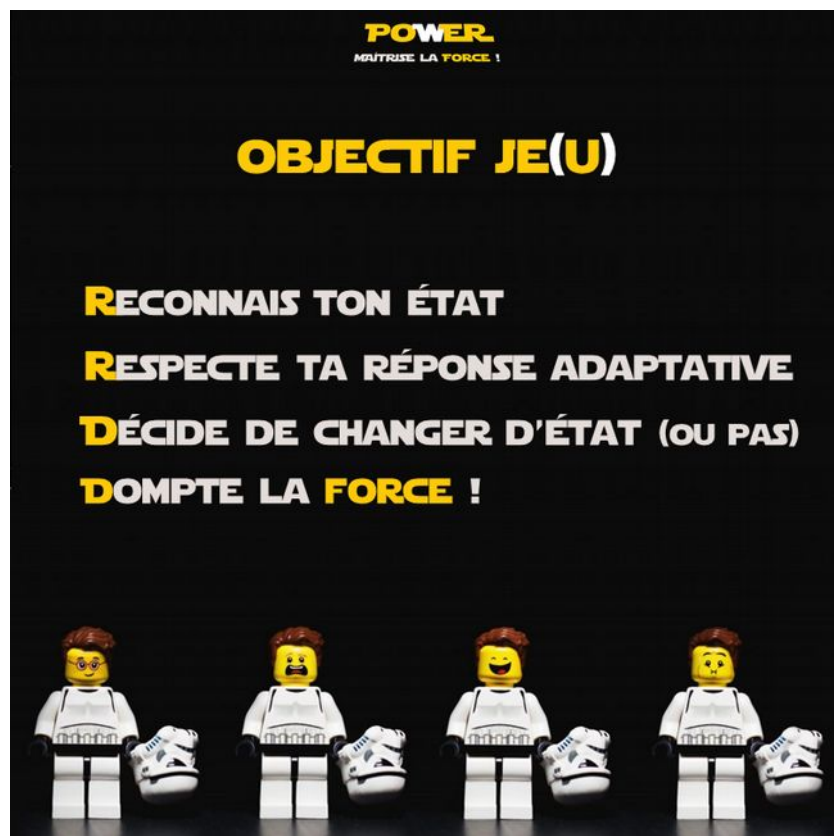 POWER
MAÎTRISE LA FORCE !
OBJECTIF JE(U)
RECONNAIS TON ÉTAT
RESPECTE TA RÉPONSE ADAPTATIVE
DÉCIDE DE CHANGER D'ÉTAT (OU PAS)
DOMPTE LA FORCE !